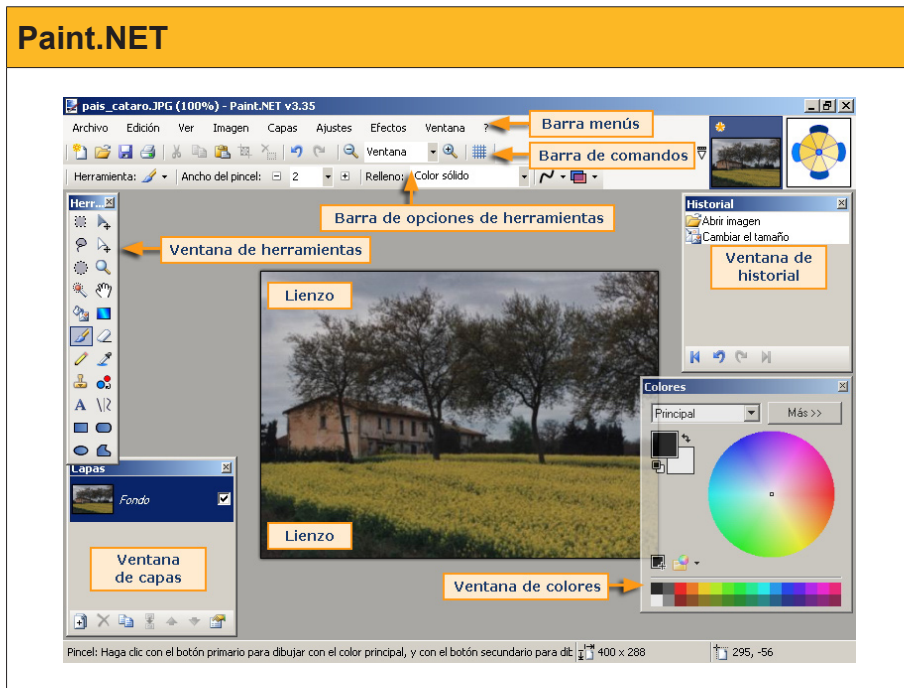 Paint.NET
pais_cataro.JPG (100%) - Paint.NET v3.35
Archivo Edición Ver Imagen Capas Ajustes Efectos Ventana ?
Barra menús
Ventana
Barra de comandos
Herramienta: Ancho del pincel: 2 Relleno: Color sólido
Barra de opciones de herramientas
Herr...
Ventana de herramientas
Historial
Abrir imagen
Cambiar el tamaño
Ventana de
historial
Lienzo
Colores
Principal Más >>
A
Capas
Fondo
Ventana
de capas
Lienzo
Ventana de colores
Pincel: Haga clic con el botón primario para dibujar con el color principal, y con el botón secundario para dit 400 x 288 295, -56